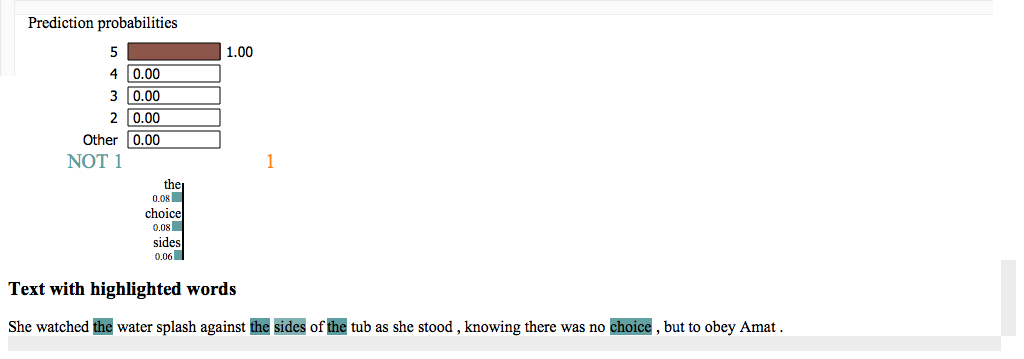 Prediction probabilities
5 1.00
4 0.00
3 0.00
2 0.00
Other 0.00
NOT 1 1
the
0.08
choice
0.08
sides
0.06
Text with highlighted words
She watched the water splash against the sides of the tub as she stood , knowing there was no choice , but to obey Amat .